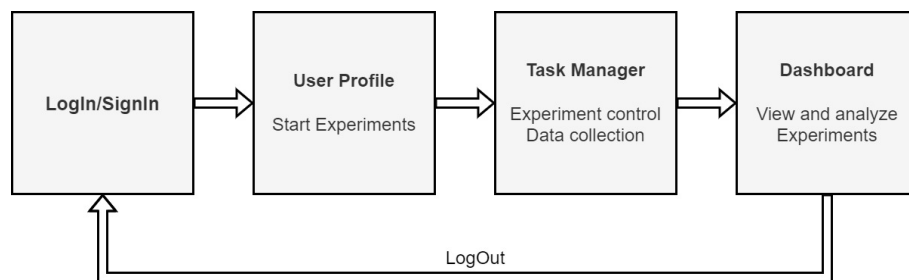 LogIn/SignIn
User Profile
Start Experiments
Task Manager
Experiment control
Data collection
Dashboard
View and analyze
Experiments
LogOut